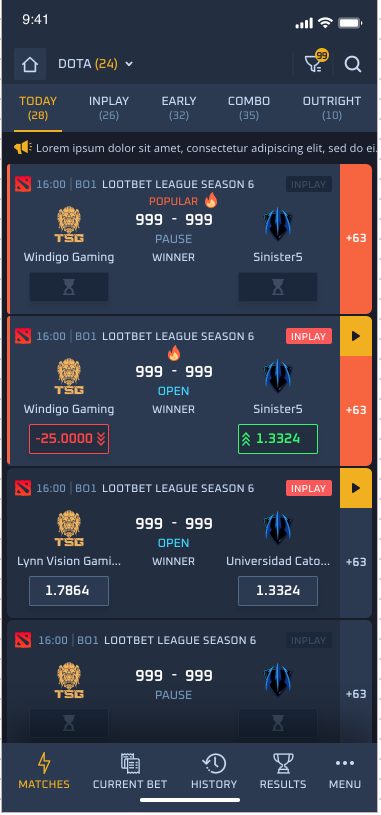 9:41
DOTA (24)
99
TODAY INPLAY EARLY COMBO OUTRIGHT
(28) (26) (32) (35) (10)
Lorem ipsum dolor sit amet, consectetur adipiscing elit, sed do ei
16:00 | BO1 LOOTBET LEAGUE SEASON 6 INPLAY
POPULAR
TSG 999 - 999
PAUSE +63
Windigo Gaming WINNER Sinister5
16:00 | BO1 LOOTBET LEAGUE SEASON 6 INPLAY
TSG 999 - 999
OPEN
Windigo Gaming WINNER Sinister5 +63
-25.0000 1.3324
16:00 | BO1 LOOTBET LEAGUE SEASON 6 INPLAY
TSG 999 - 999
OPEN
Lynn Vision Gami... WINNER Universidad Cato... +63
1.7864 1.3324
16:00 | BO1 LOOTBET LEAGUE SEASON 6 INPLAY
TSG 999 - 999
PAUSE +63
MATCHES CURRENT BET HISTORY RESULTS MENU